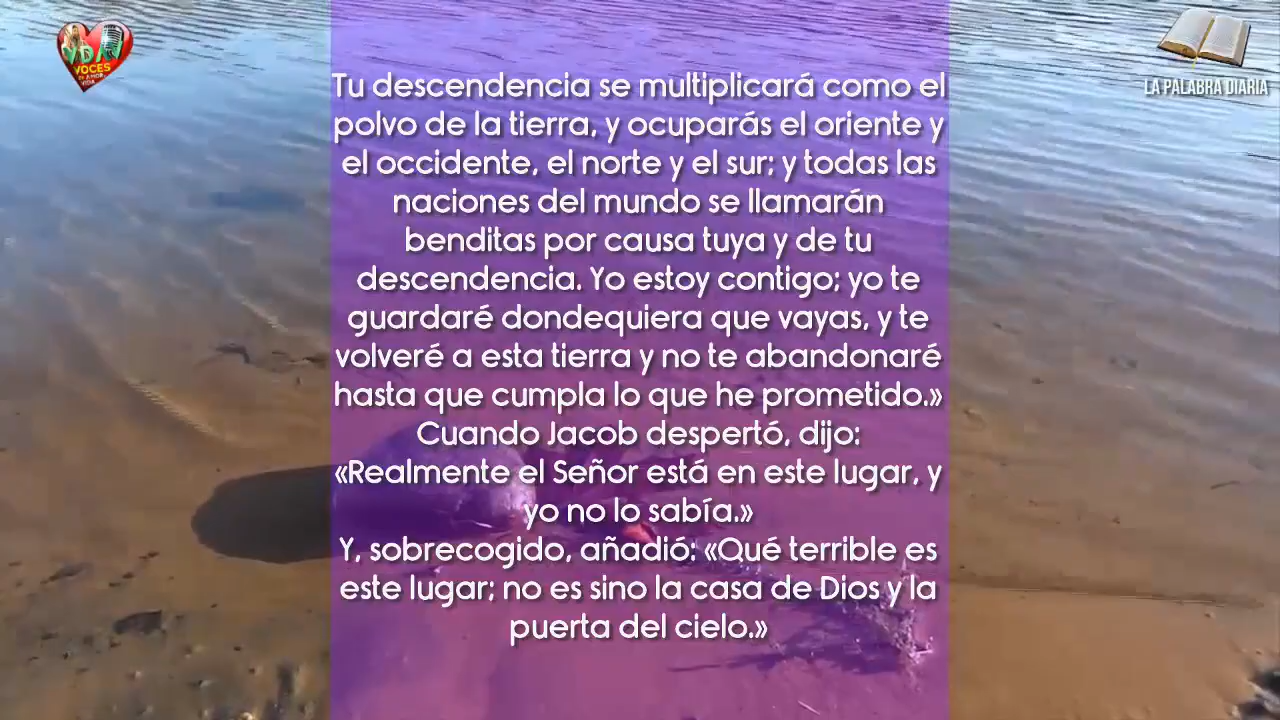 VDA
VOCES
DE AMOR
VIDA
LA PALABRA DIARIA
Tu descendencia se multiplicará como el
polvo de la tierra, y ocuparás el oriente y
el occidente, el norte y el sur; y todas las
naciones del mundo se llamarán
benditas por causa tuya y de tu
descendencia. Yo estoy contigo; yo te
guardaré dondequiera que vayas, y te
volveré a esta tierra y no te abandonaré
hasta que cumpla lo que he prometido.»
Cuando Jacob despertó, dijo:
«Realmente el Señor está en este lugar, y
yo no lo sabía.»
Y, sobrecogido, añadió: «Qué terrible es
este lugar; no es sino la casa de Dios y la
puerta del cielo.»